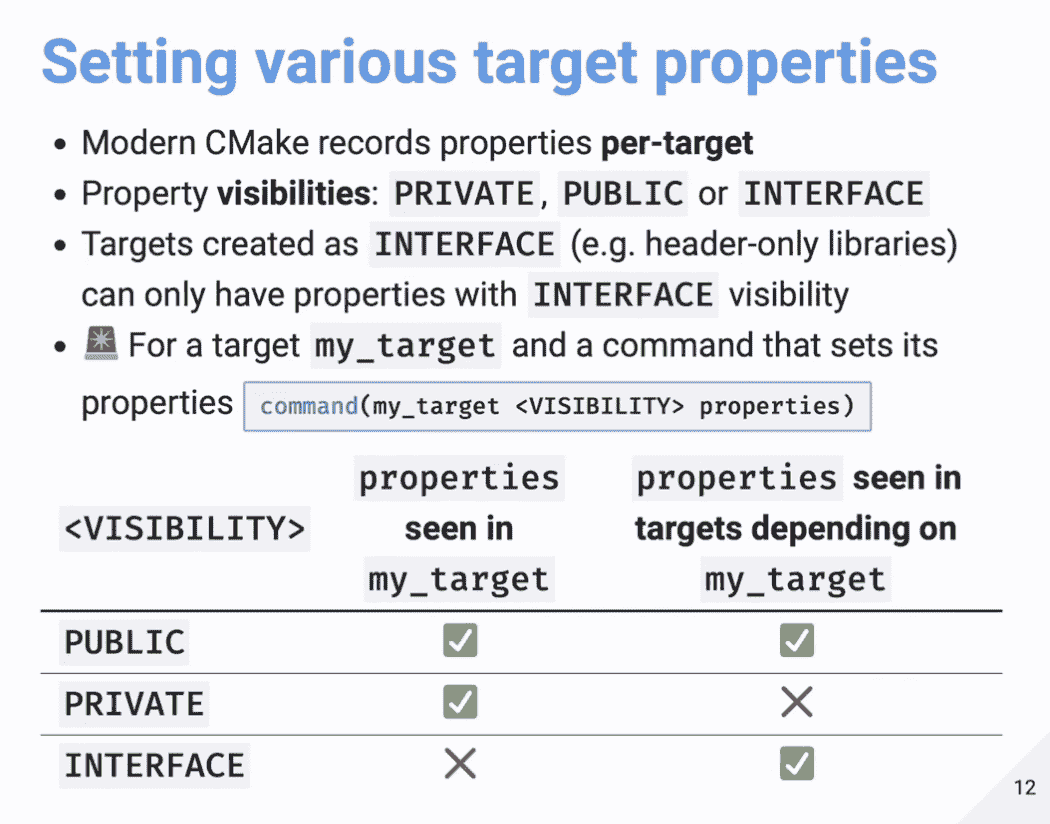 Setting various target properties
• Modern CMake records properties per-target
• Property visibilities: PRIVATE, PUBLIC or INTERFACE
• Targets created as INTERFACE (e.g. header-only libraries)
can only have properties with INTERFACE visibility
• 🚨 For a target my_target and a command that sets its
properties command(my_target <VISIBILITY> properties)
<VISIBILITY>
properties
seen in
my_target
properties seen in
targets depending on
my_target
PUBLIC ✅ ✅
PRIVATE ✅ ❌
INTERFACE ❌ ✅
12